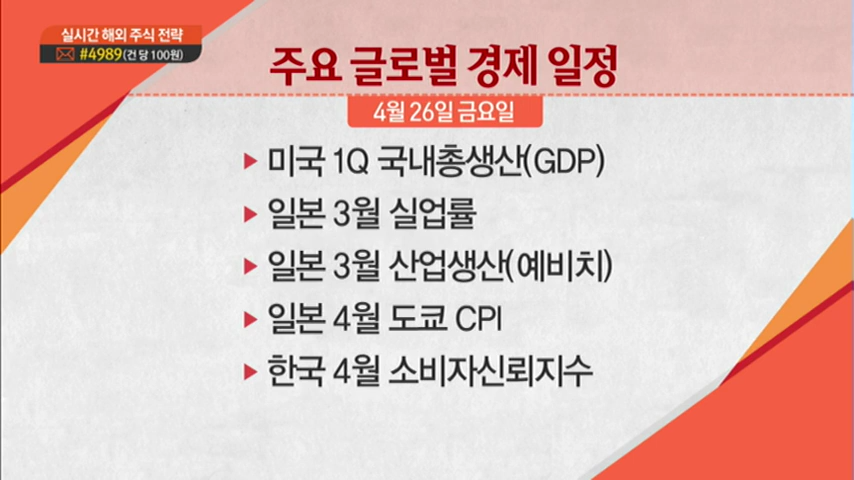 실시간 해외 주식 전략
#4989(건 당 100원)
주요 글로벌 경제 일정
4월 26일 금요일
미국 1Q 국내총생산(GDP)
일본 3월 실업률
일본 3월 산업생산(예비치)
일본 4월 도쿄 CPI
한국 4월 소비자신뢰지수